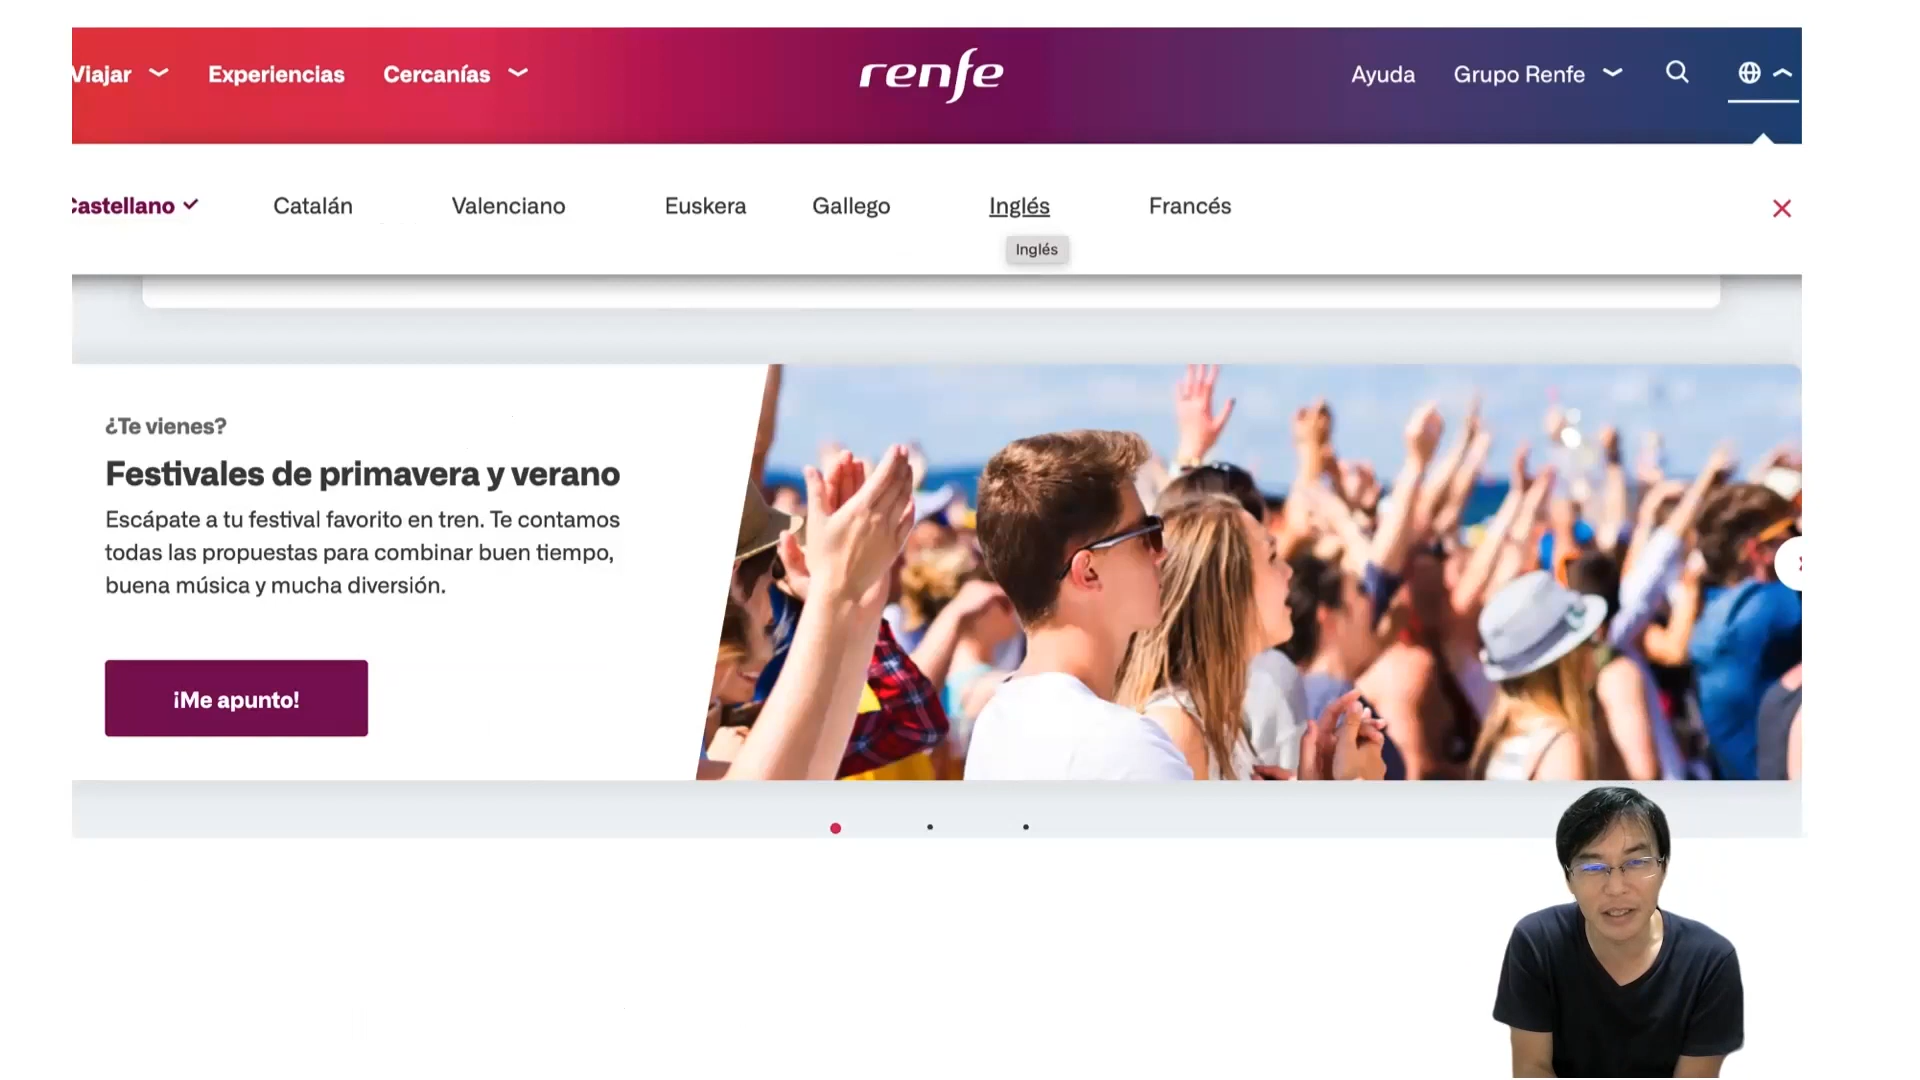 Viajar Experiencias Cercanías renfe Ayuda Grupo Renfe
Castellano Catalán Valenciano Euskera Gallego Inglés Francés
Inglés
¿Te vienes?
Festivales de primavera y verano
Escápate a tu festival favorito en tren. Te contamos
todas las propuestas para combinar buen tiempo,
buena música y mucha diversión.
¡Me apunto!